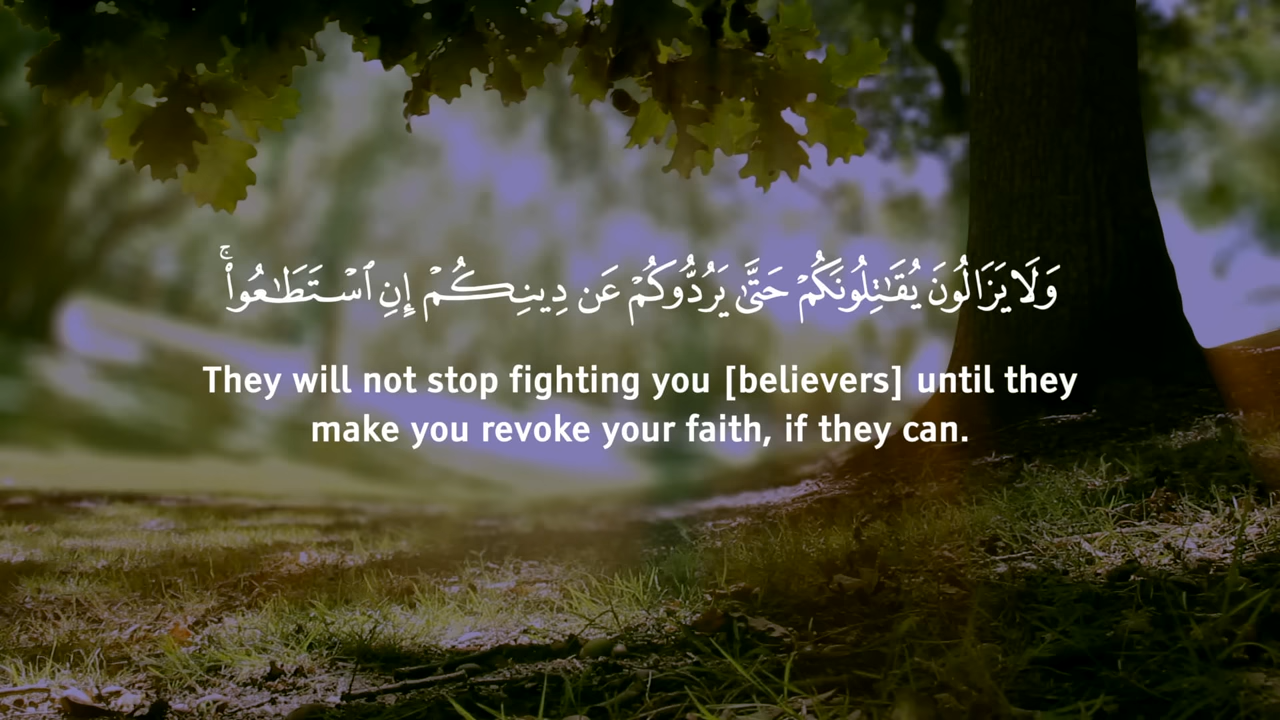 وَلَا يَزَالُونَ يُقَـٰتِلُونَكُمْ حَتَّىٰ يَرُدُّوكُمْ عَن دِينِكُمْ إِنِ ٱسْتَطَـٰعُوا۟ ۚ
They will not stop fighting you [believers] until they
make you revoke your faith, if they can.